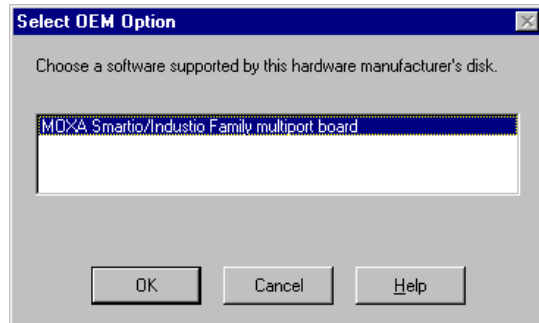 Select OEM Option
Choose a software supported by this hardware manufacturer's disk.
MOXA Smartio/Industio Family multiport board
OK Cancel Help